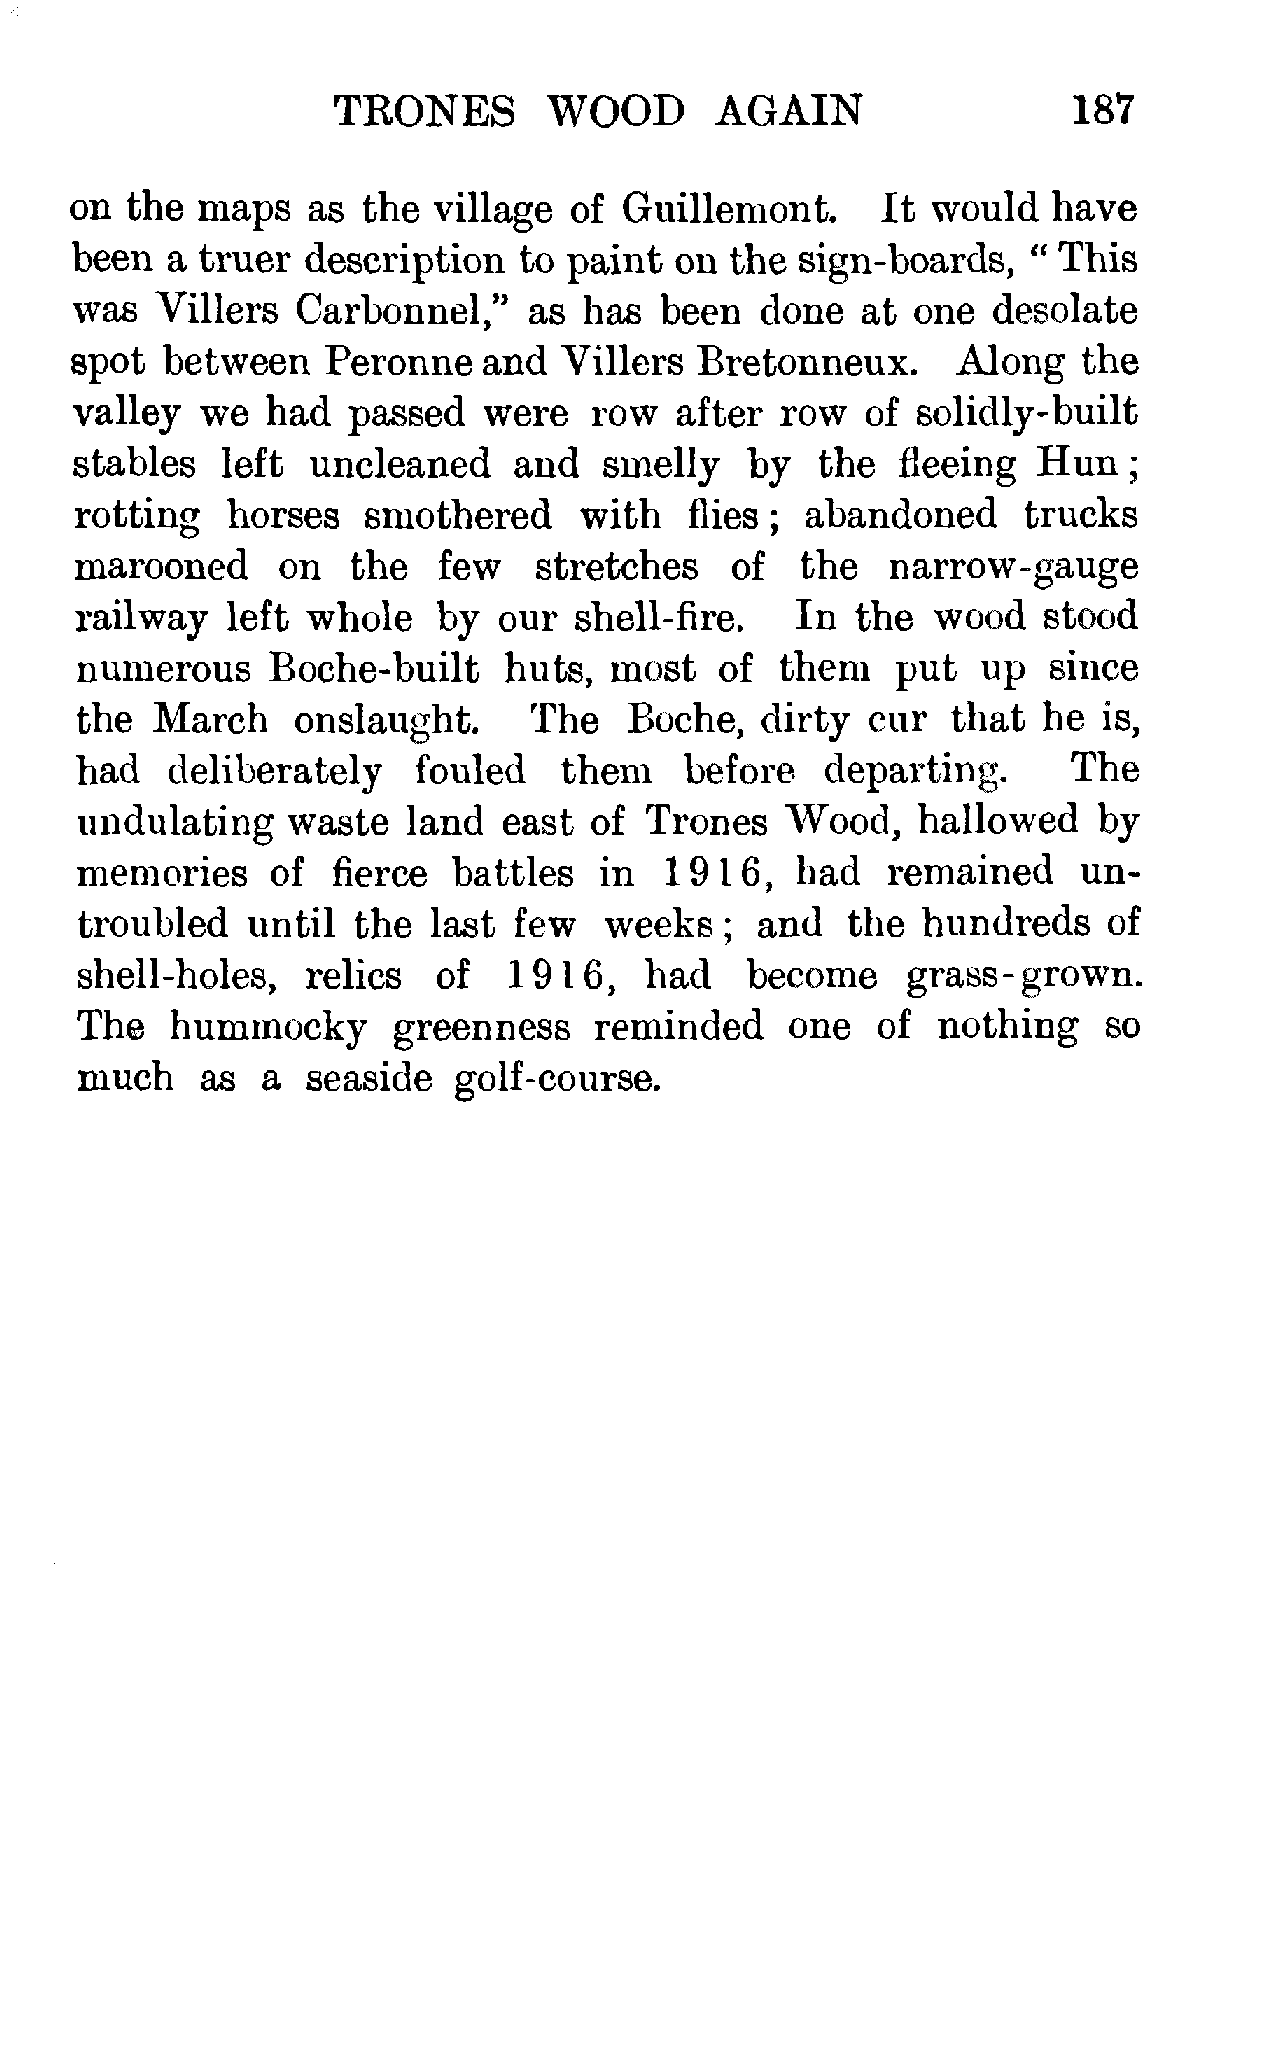 TRONES WOOD AGAIN 187
on the maps as the village of Guillemont. It would have
been a truer description to paint on the sign-boards, “ This
was Villers Carbonnel,” as has been done at one desolate
spot between Peronne and Villers Bretonneux. Along the
valley we had passed were row after row of solidly-built
stables left uncleaned and smelly by the fleeing Hun ;
rotting horses smothered with flies ; abandoned trucks
marooned on the few stretches of the narrow-gauge
railway left whole by our shell-fire. In the wood stood
numerous Boche-built huts, most of them put up since
the March onslaught. The Boche, dirty cur that he is,
had deliberately fouled them before departing. The
undulating waste land east of Trones Wood, hallowed by
memories of fierce battles in 1916, had remained un-
troubled until the last few weeks ; and the hundreds of
shell-holes, relics of 1916, had become grass-grown.
The hummocky greenness reminded one of nothing so
much as a seaside golf-course.